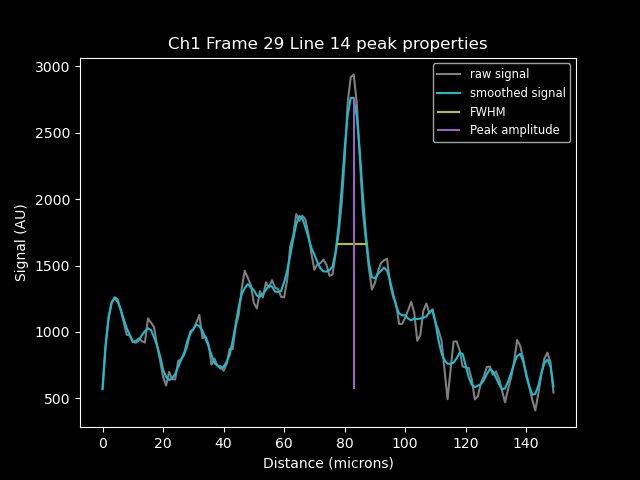 Ch1 Frame 29 Line 14 peak properties
raw signal
smoothed signal
FWHM
Peak amplitude
Signal (AU)
3000
2500
2000
1500
1000
500
0 20 40 60 80 100 120 140
Distance (microns)